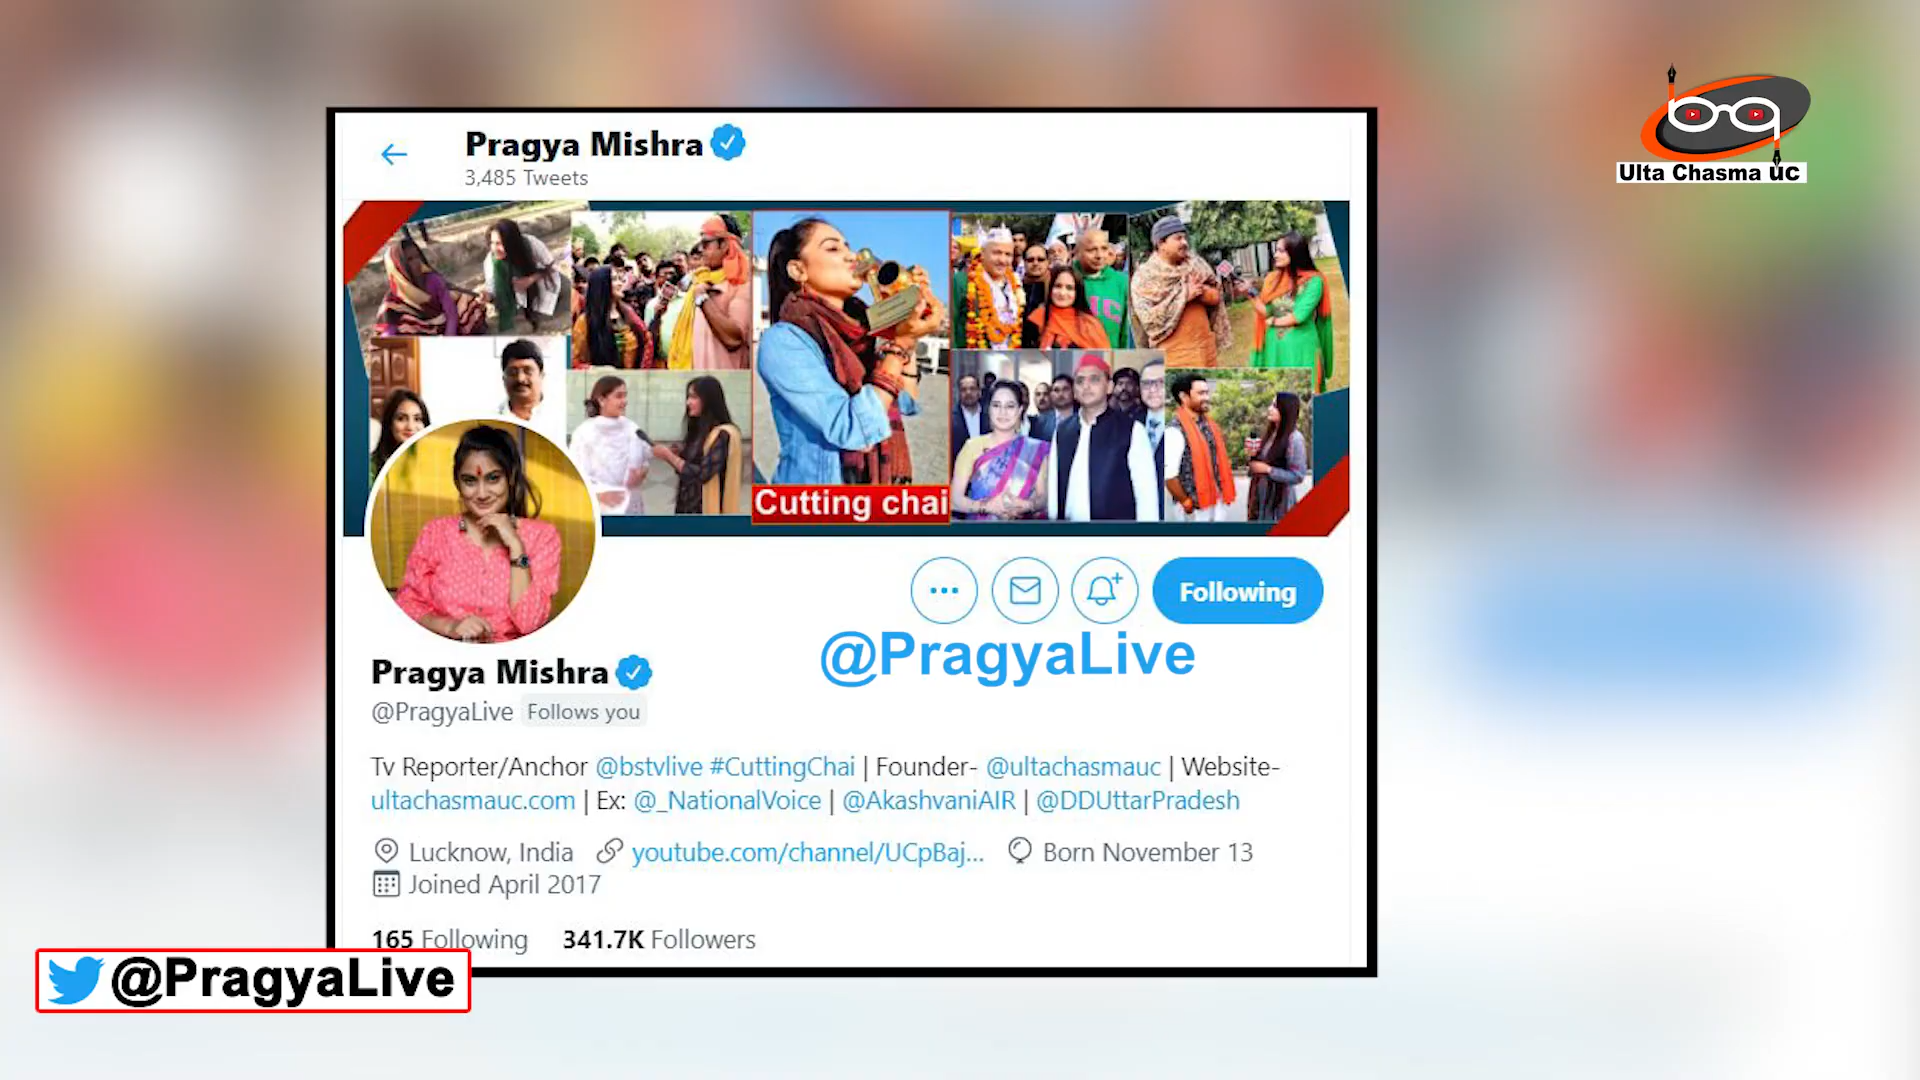 Pragya Mishra
3,485 Tweets
Ulta Chasma uc
Cutting chai
Following
@PragyaLive
Pragya Mishra
@PragyaLive Follows you
Tv Reporter/Anchor @bstvlive #CuttingChai | Founder- @ultachasmauc | Website-
ultachasmauc.com | Ex: @_NationalVoice | @AkashvaniAIR | @DDUttarPradesh
Lucknow, India youtube.com/channel/UCpBaj... Born November 13
Joined April 2017
165 Following 341.7K Followers
@PragyaLive